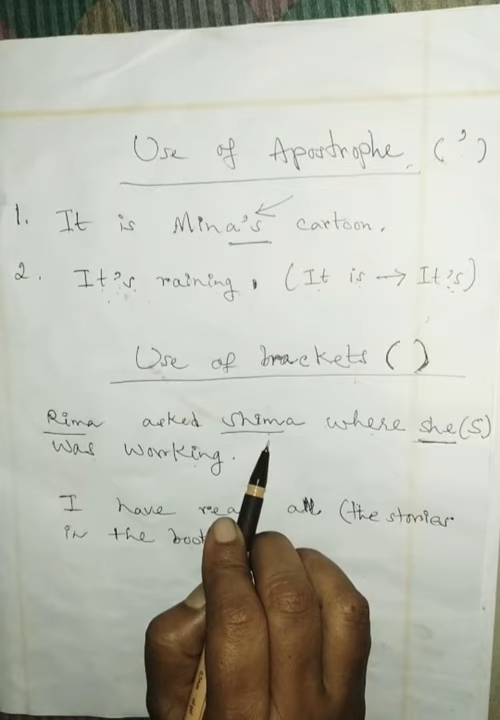 Use of Apostrophe. (’)
1. It is Mina's cartoon.
2. It's raining. (It is → It's)
Use of brackets ()
Rima asked Shima where she(S)
was working.
I have all (the stories
in the